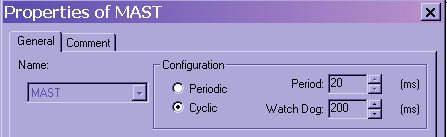 Properties of MAST
General Comment
Name:
MAST
Configuration
Periodic
Cyclic
Period: 20 (ms)
Watch Dog: 200 (ms)